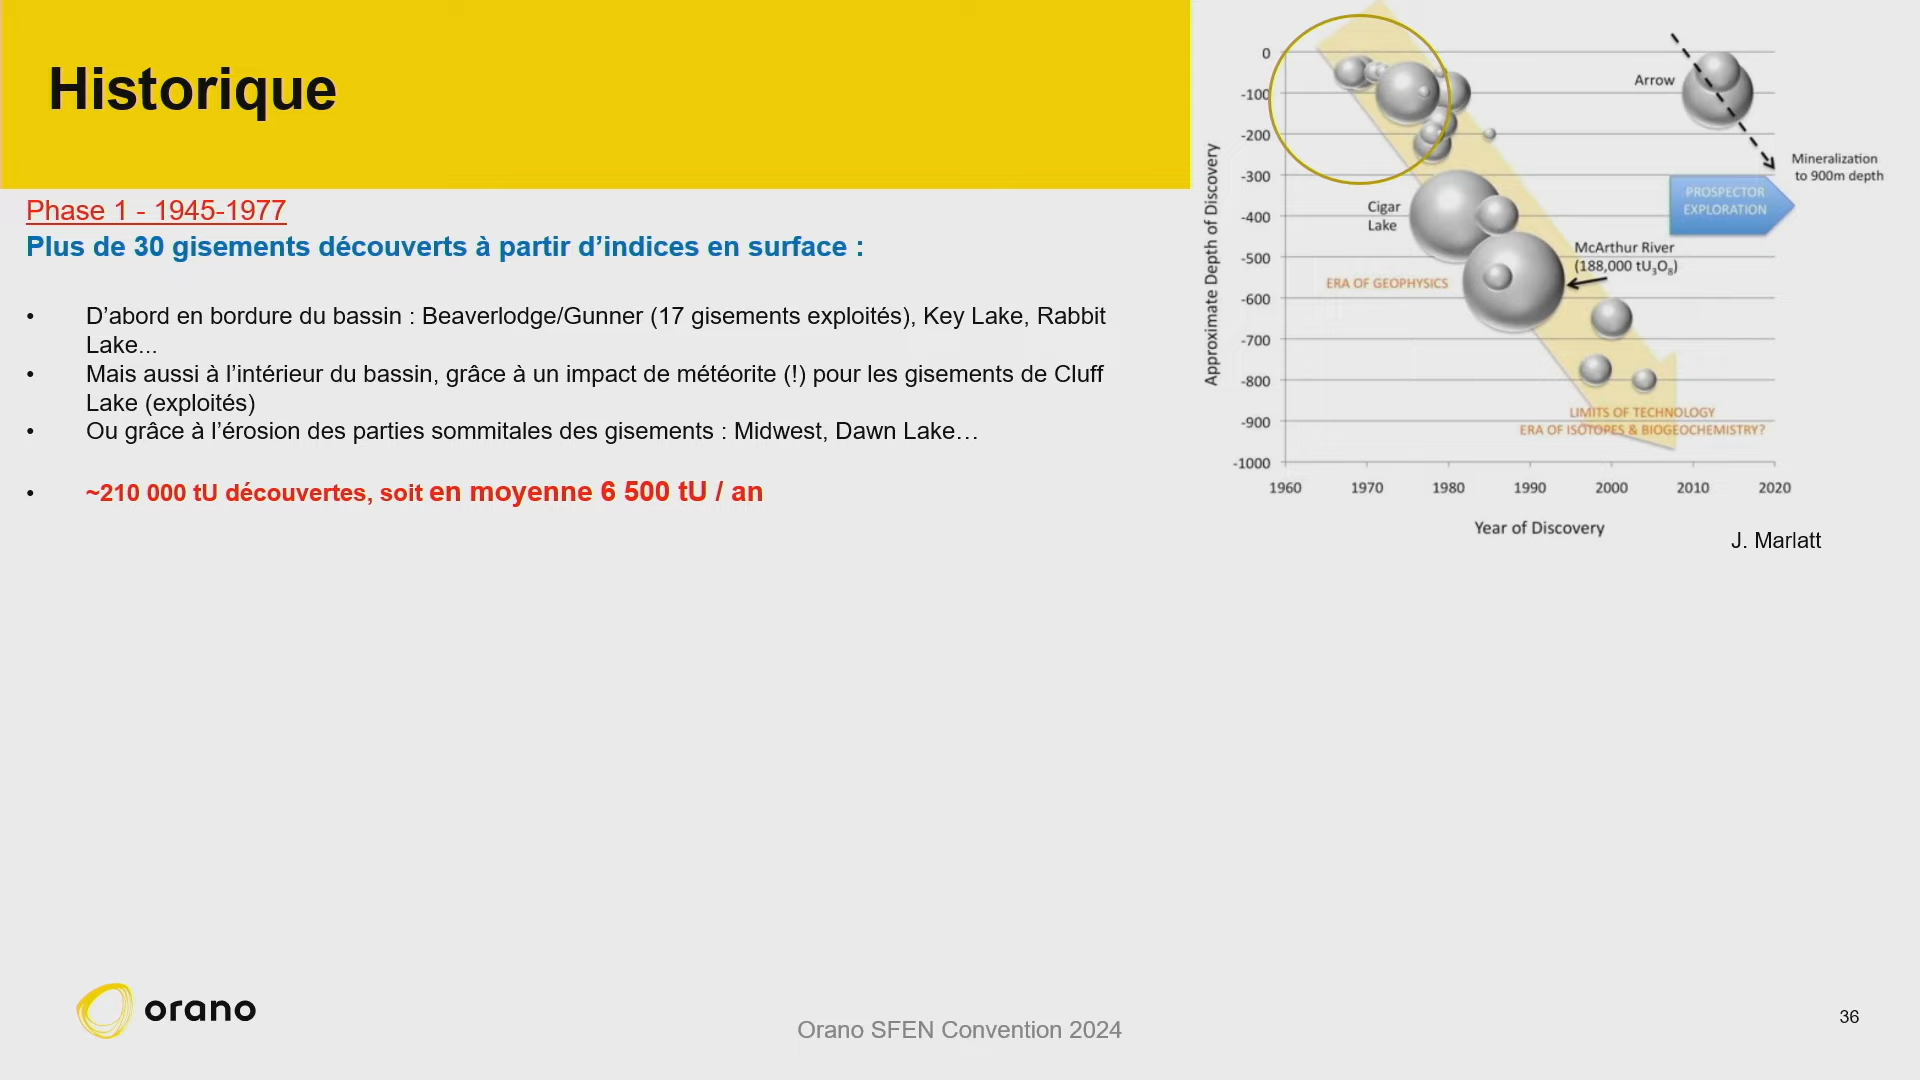 Historique
Phase 1 - 1945-1977
Plus de 30 gisements découverts à partir d’indices en surface :
• D’abord en bordure du bassin : Beaverlodge/Gunner (17 gisements exploités), Key Lake, Rabbit
Lake...
• Mais aussi à l’intérieur du bassin, grâce à un impact de météorite (!) pour les gisements de Cluff
Lake (exploités)
• Ou grâce à l’érosion des parties sommitales des gisements : Midwest, Dawn Lake…
• ~210 000 tU découvertes, soit en moyenne 6 500 tU / an
Approximate Depth of Discovery
0
-100
-200
-300
-400
-500
-600
-700
-800
-900
-1000
Arrow
Mineralization
to 900m depth
PROSPECTOR
EXPLORATION
Cigar
Lake
McArthur River
(188,000 tU₃O₈)
ERA OF GEOPHYSICS
LIMITS OF TECHNOLOGY
ERA OF ISOTOPES & BIOGEOCHEMISTRY?
1960 1970 1980 1990 2000 2010 2020
Year of Discovery
J. Marlatt
orano
Orano SFEN Convention 2024
36